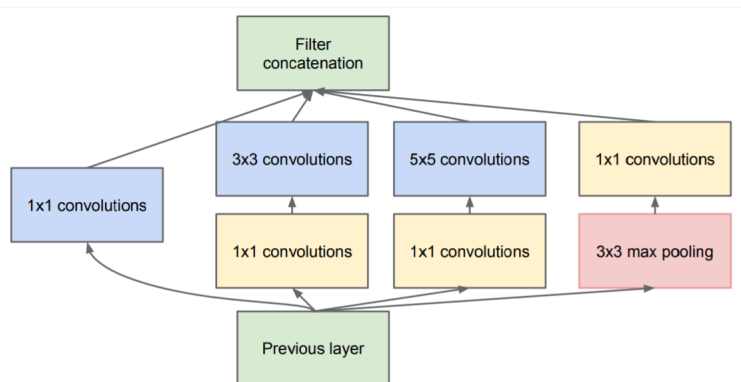 Filter
concatenation
3x3 convolutions
5x5 convolutions
1x1 convolutions
1x1 convolutions
1x1 convolutions
1x1 convolutions
3x3 max pooling
Previous layer